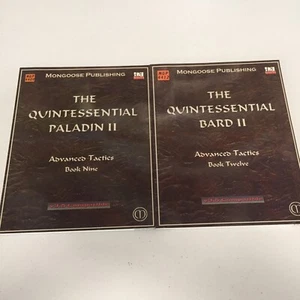 MONGOOSE PUBLISHING
THE
QUINTESSENTIAL
PALADIN II
Advanced Tactics
Book Nine
MONGOOSE PUBLISHING
THE
QUINTESSENTIAL
BARD II
Advanced Tactics
Book Twelve